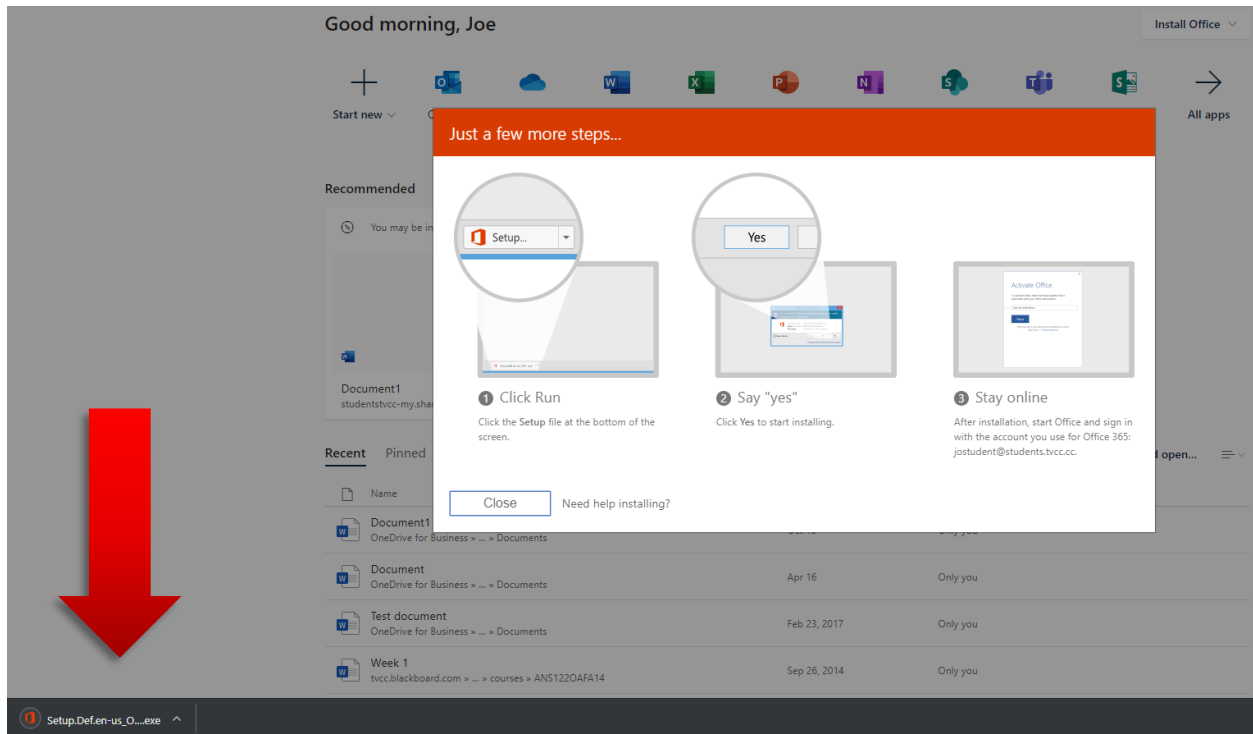 Good morning, Joe
Install Office
Start new
All apps
Just a few more steps...
Recommended
You may be in
Setup...
Yes
Activate Office
Document1
studentstvcc-my.shar
1 Click Run
Click the Setup file at the bottom of the
screen.
2 Say "yes"
Click Yes to start installing.
3 Stay online
After installation, start Office and sign in
with the account you use for Office 365:
jostudent@students.tvcc.cc.
Recent Pinned
open...
Close
Need help installing?
Name
Document1
OneDrive for Business » ... » Documents
Only you
Document
OneDrive for Business » ... » Documents
Apr 16
Only you
Test document
OneDrive for Business » ... » Documents
Feb 23, 2017
Only you
Week 1
tvcc.blackboard.com » ... » courses » ANS122OAFA14
Sep 26, 2014
Only you
Setup.Def.en-us_O....exe